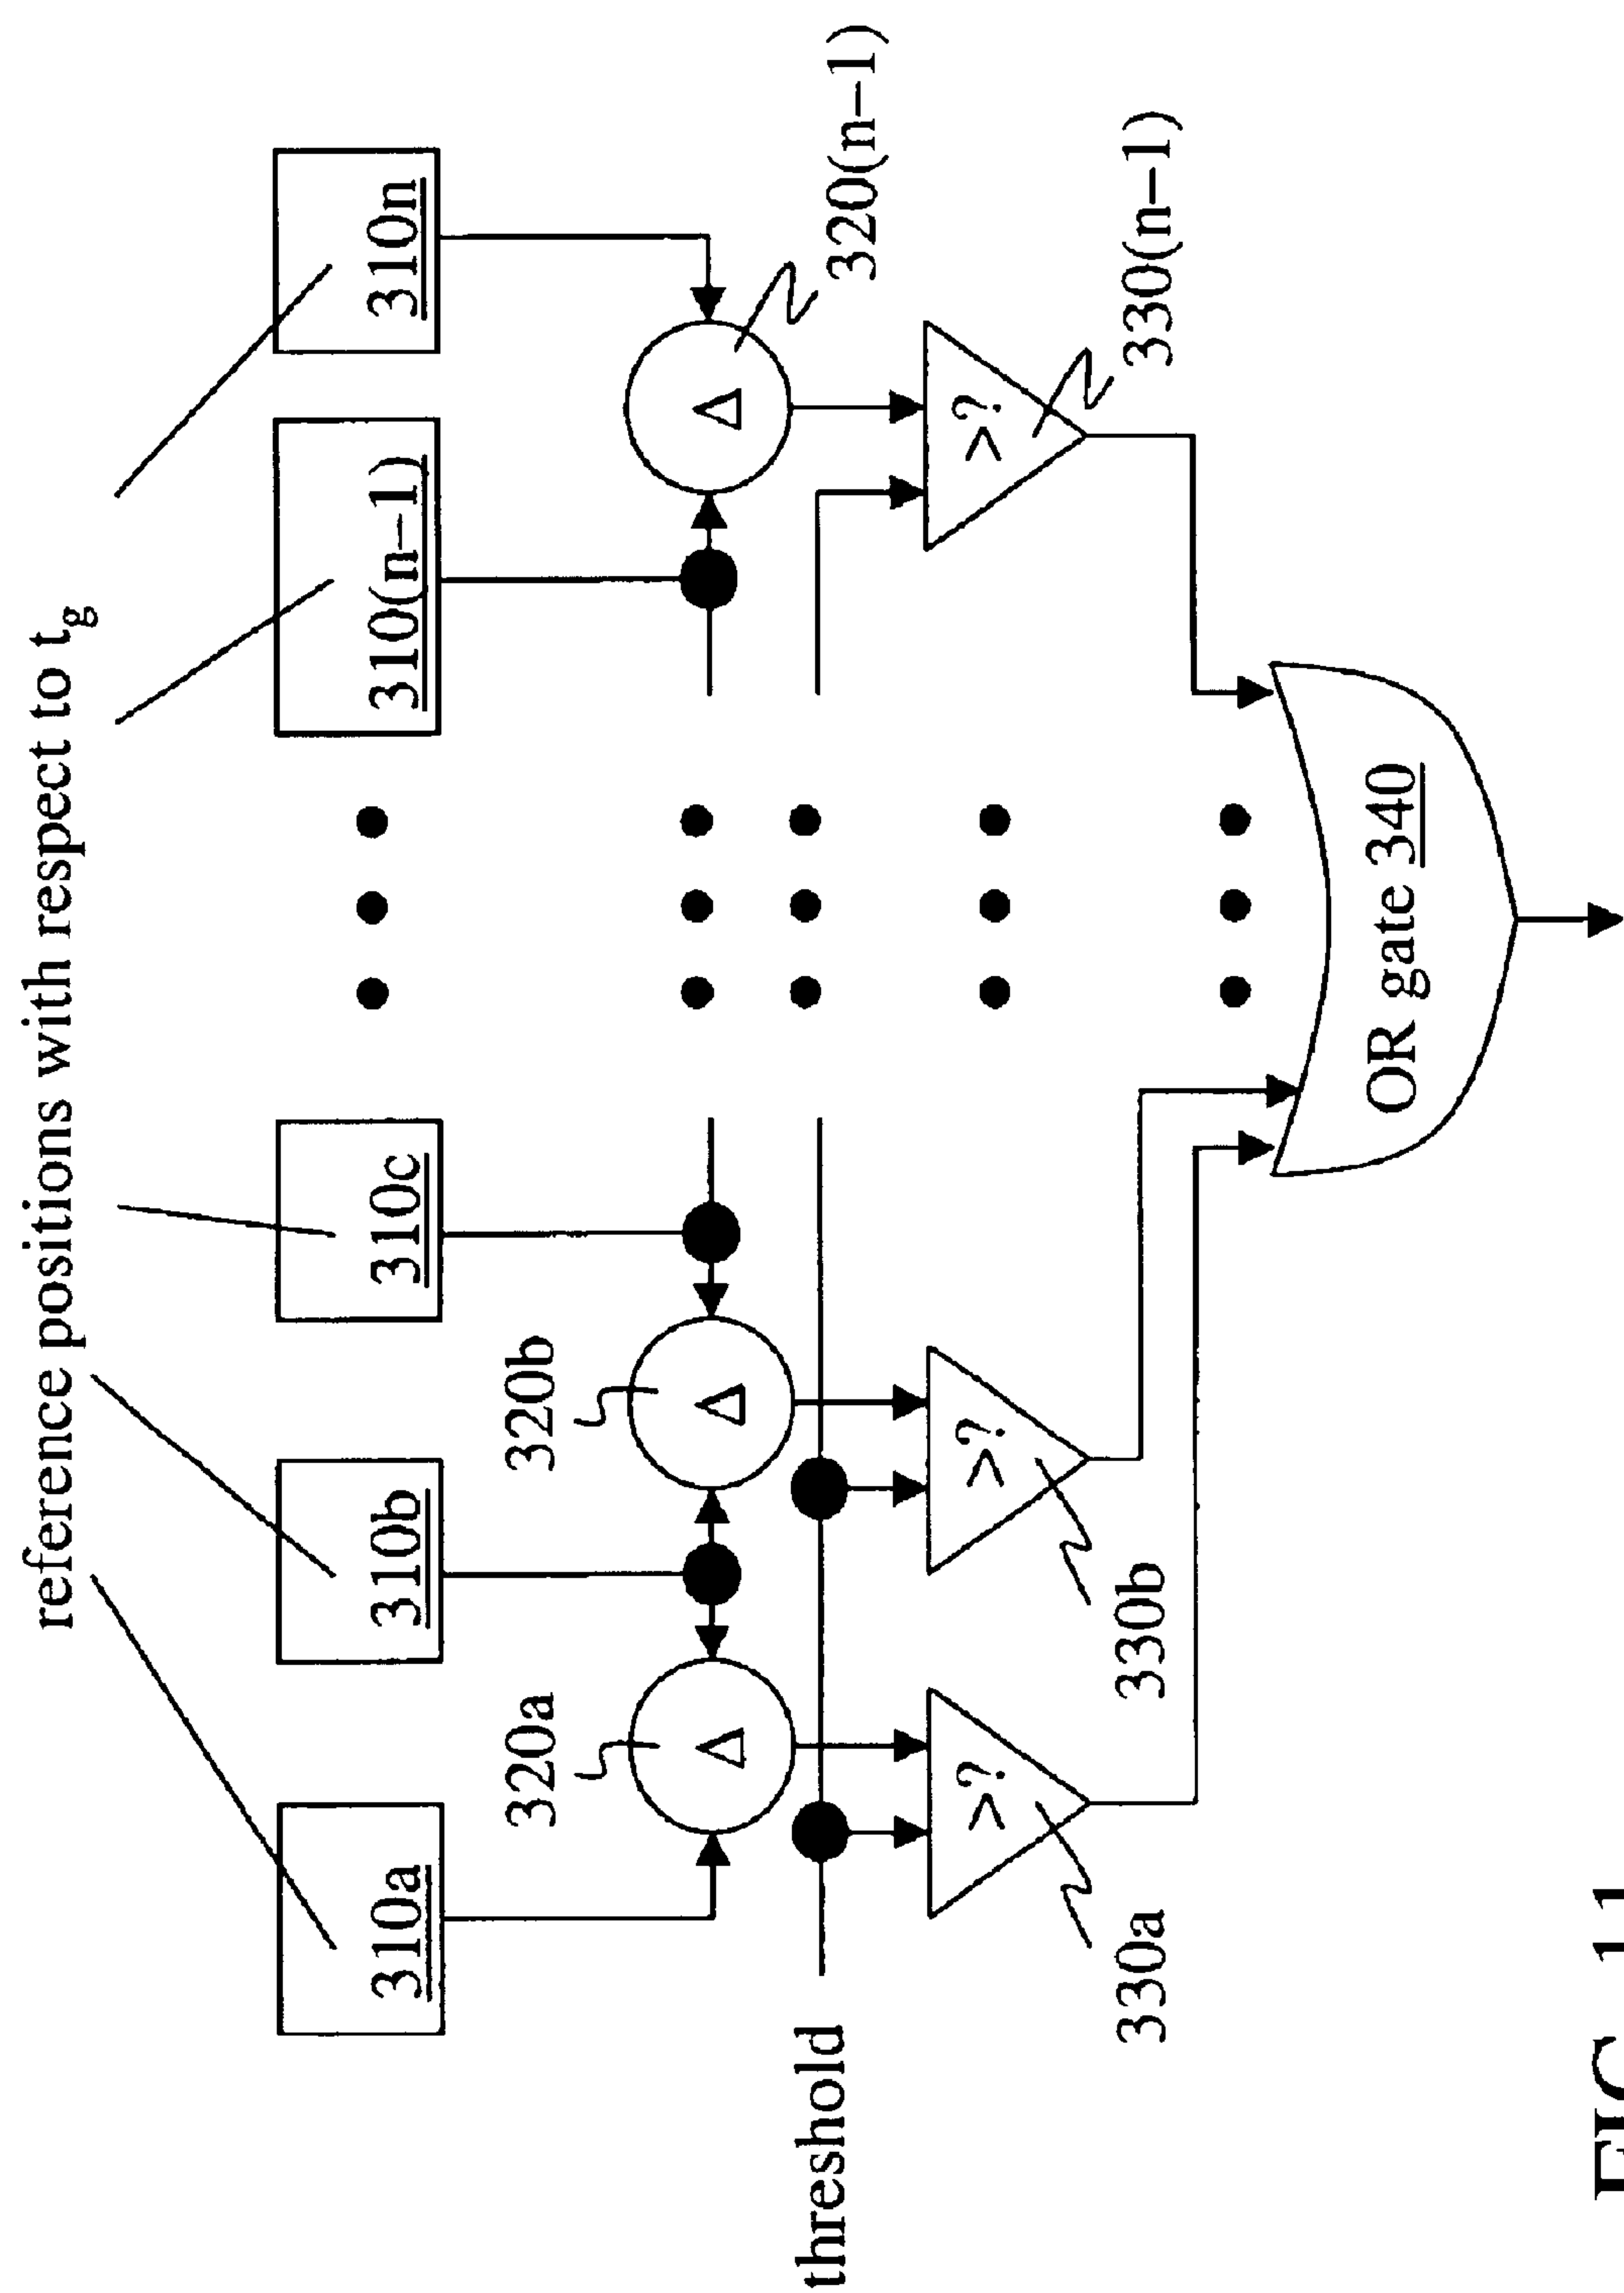 reference positions with respect to tg
310a
310b
310c
310(n−1)
310n
320a
Δ
320b
Δ
Δ
320(n−1)
threshold
>?
>?
>?
330a
330b
330(n−1)
OR gate 340
FIG. 11